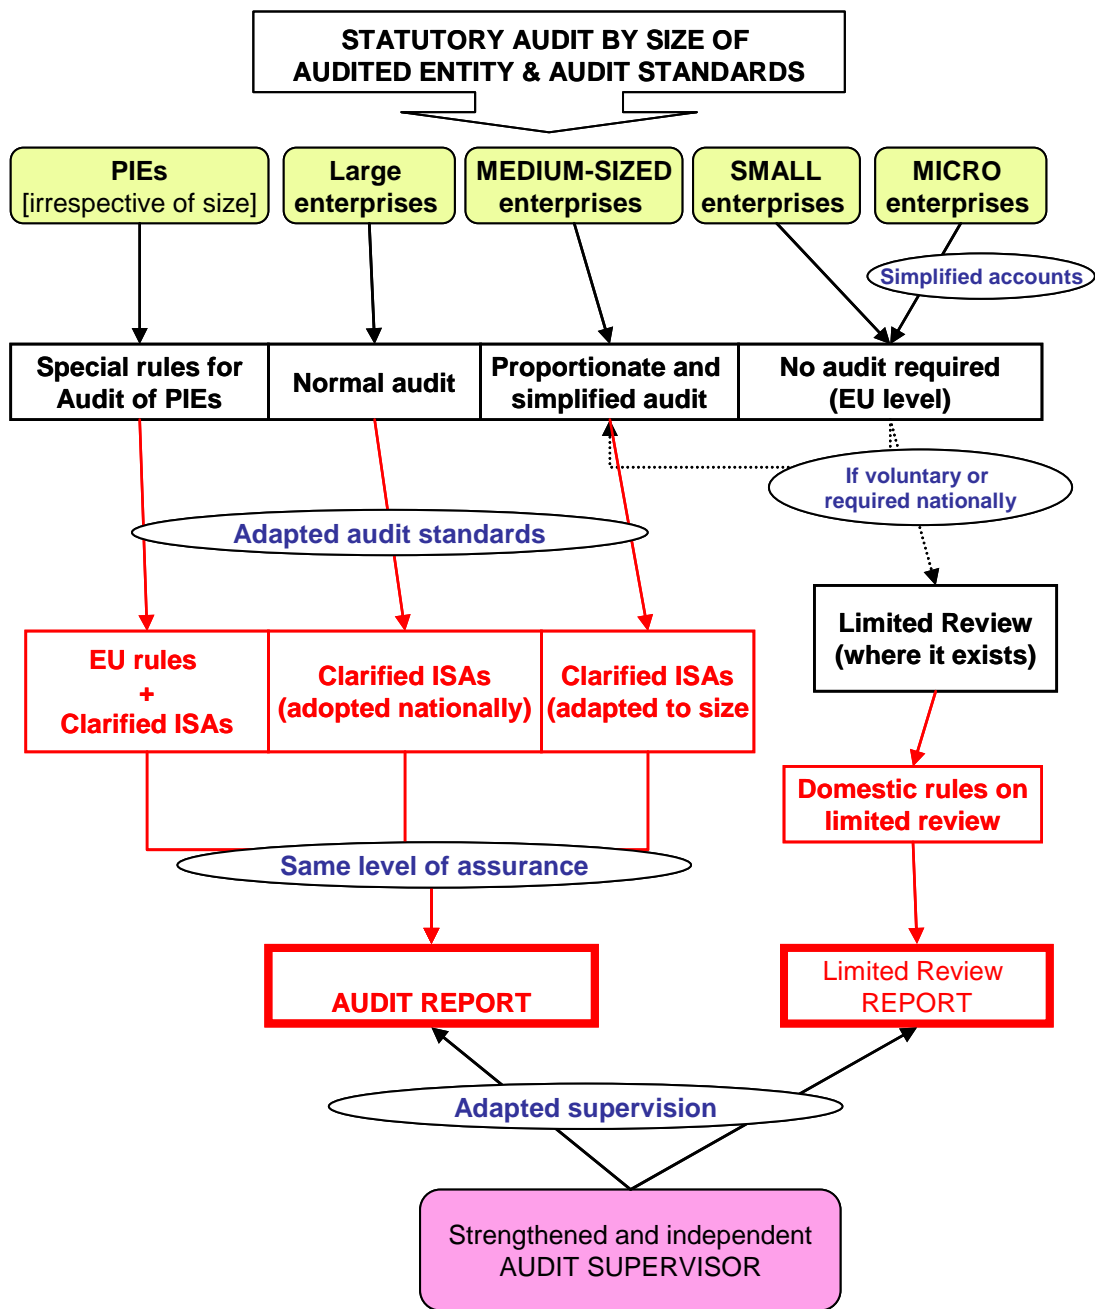 STATUTORY AUDIT BY SIZE OF
AUDITED ENTITY & AUDIT STANDARDS
PIEs
[irrespective of size]
Large
enterprises
MEDIUM-SIZED
enterprises
SMALL
enterprises
MICRO
enterprises
Simplified accounts
Special rules for
Audit of PIEs
Normal audit
Proportionate and
simplified audit
No audit required
(EU level)
If voluntary or
required nationally
Adapted audit standards
Limited Review
(where it exists)
EU rules
+
Clarified ISAs
Clarified ISAs
(adopted nationally)
Clarified ISAs
(adapted to size
Domestic rules on
limited review
Same level of assurance
AUDIT REPORT
Limited Review
REPORT
Adapted supervision
Strengthened and independent
AUDIT SUPERVISOR